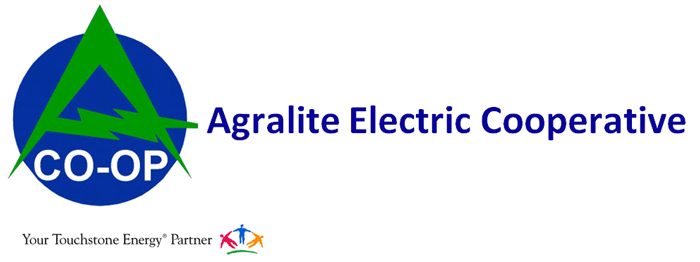 CO-OP
Agralite Electric Cooperative
Your Touchstone Energy® Partner